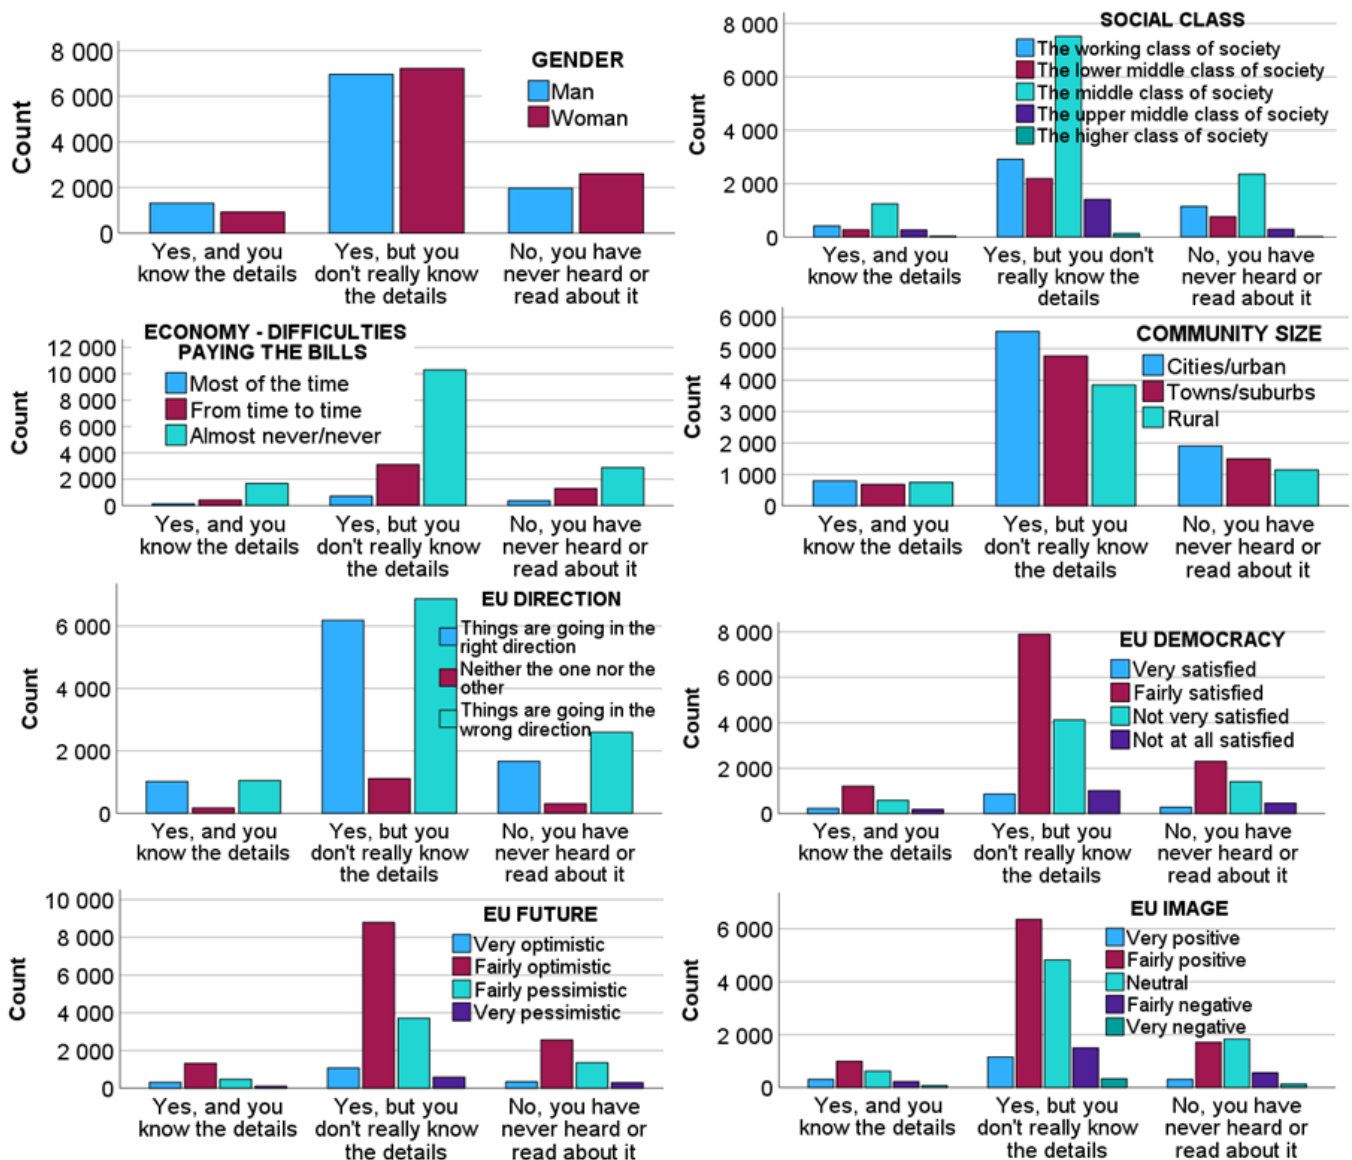 GENDER
Man
Woman
Count
8 000
6 000
4 000
2 000
0
Yes, and you
know the details
Yes, but you
don't really know
the details
No, you have
never heard or
read about it
SOCIAL CLASS
The working class of society
The lower middle class of society
The middle class of society
The upper middle class of society
The higher class of society
Count
8 000
6 000
4 000
2 000
0
Yes, and you
know the details
Yes, but you don't
really know the
details
No, you have
never heard or
read about it
ECONOMY - DIFFICULTIES
PAYING THE BILLS
Most of the time
From time to time
Almost never/never
Count
12 000
10 000
8 000
6 000
4 000
2 000
0
Yes, and you
know the details
Yes, but you
don't really know
the details
No, you have
never heard or
read about it
COMMUNITY SIZE
Cities/urban
Towns/suburbs
Rural
Count
6 000
5 000
4 000
3 000
2 000
1 000
0
Yes, and you
know the details
Yes, but you
don't really know
the details
No, you have
never heard or
read about it
EU DIRECTION
Things are going in the
right direction
Neither the one nor the
other
Things are going in the
wrong direction
Count
6 000
4 000
2 000
0
Yes, and you
know the details
Yes, but you
don't really know
the details
No, you have
never heard or
read about it
EU DEMOCRACY
Very satisfied
Fairly satisfied
Not very satisfied
Not at all satisfied
Count
8 000
6 000
4 000
2 000
0
Yes, and you
know the details
Yes, but you
don't really know
the details
No, you have
never heard or
read about it
EU FUTURE
Very optimistic
Fairly optimistic
Fairly pessimistic
Very pessimistic
Count
10 000
8 000
6 000
4 000
2 000
0
Yes, and you
know the details
Yes, but you
don't really know
the details
No, you have
never heard or
read about it
EU IMAGE
Very positive
Fairly positive
Neutral
Fairly negative
Very negative
Count
6 000
4 000
2 000
0
Yes, and you
know the details
Yes, but you
don't really know
the details
No, you have
never heard or
read about it